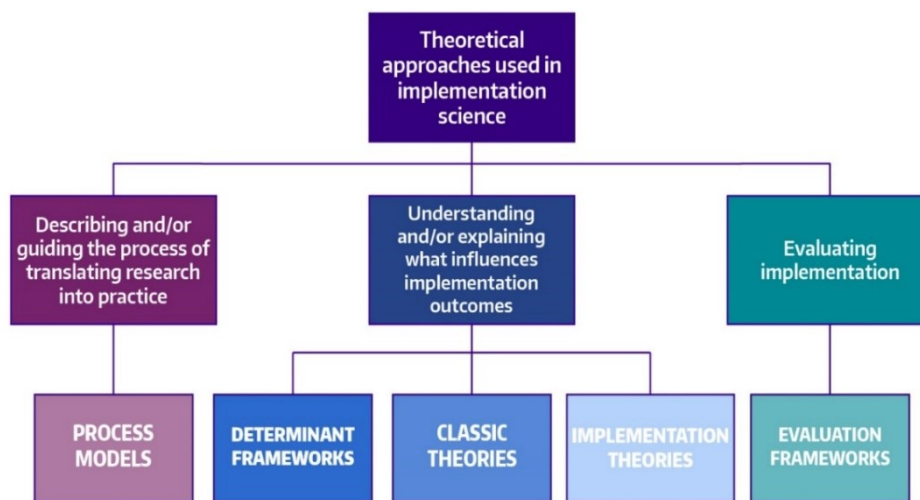 Theoretical
approaches used in
implementation
science
Describing and/or
guiding the process of
translating research
into practice
Understanding
and/or explaining
what influences
implementation
outcomes
Evaluating
implementation
PROCESS
MODELS
DETERMINANT
FRAMEWORKS
CLASSIC
THEORIES
IMPLEMENTATION
THEORIES
EVALUATION
FRAMEWORKS